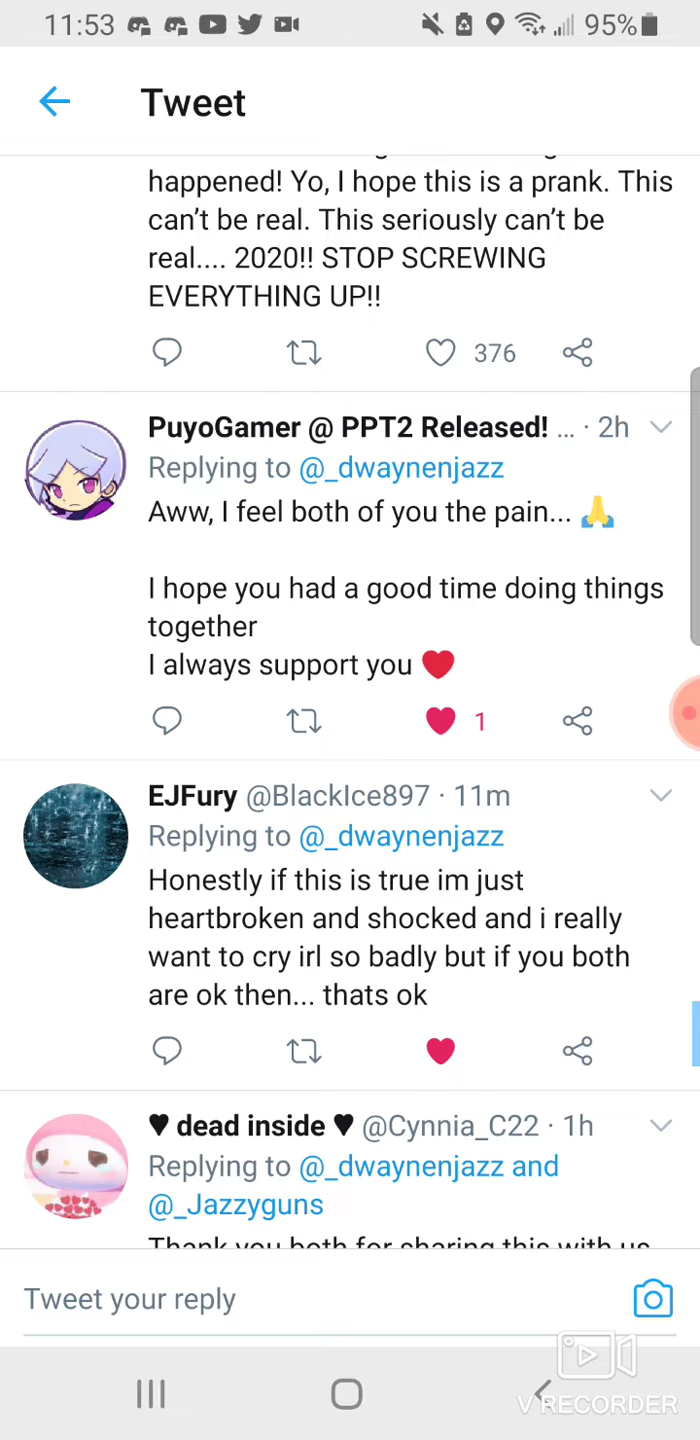 11:53 95%
Tweet
happened! Yo, I hope this is a prank. This
can’t be real. This seriously can’t be
real.... 2020!! STOP SCREWING
EVERYTHING UP!!
376
PuyoGamer @ PPT2 Released! ... · 2h
Replying to @_dwaynenjazz
Aww, I feel both of you the pain... 🙏
I hope you had a good time doing things
together
I always support you ❤️
1
EJFury @BlackIce897 · 11m
Replying to @_dwaynenjazz
Honestly if this is true im just
heartbroken and shocked and i really
want to cry irl so badly but if you both
are ok then... thats ok
♥ dead inside ♥ @Cynnia_C22 · 1h
Replying to @_dwaynenjazz and
@_Jazzyguns
Thank you both for sharing this with us
Tweet your reply
V RECORDER